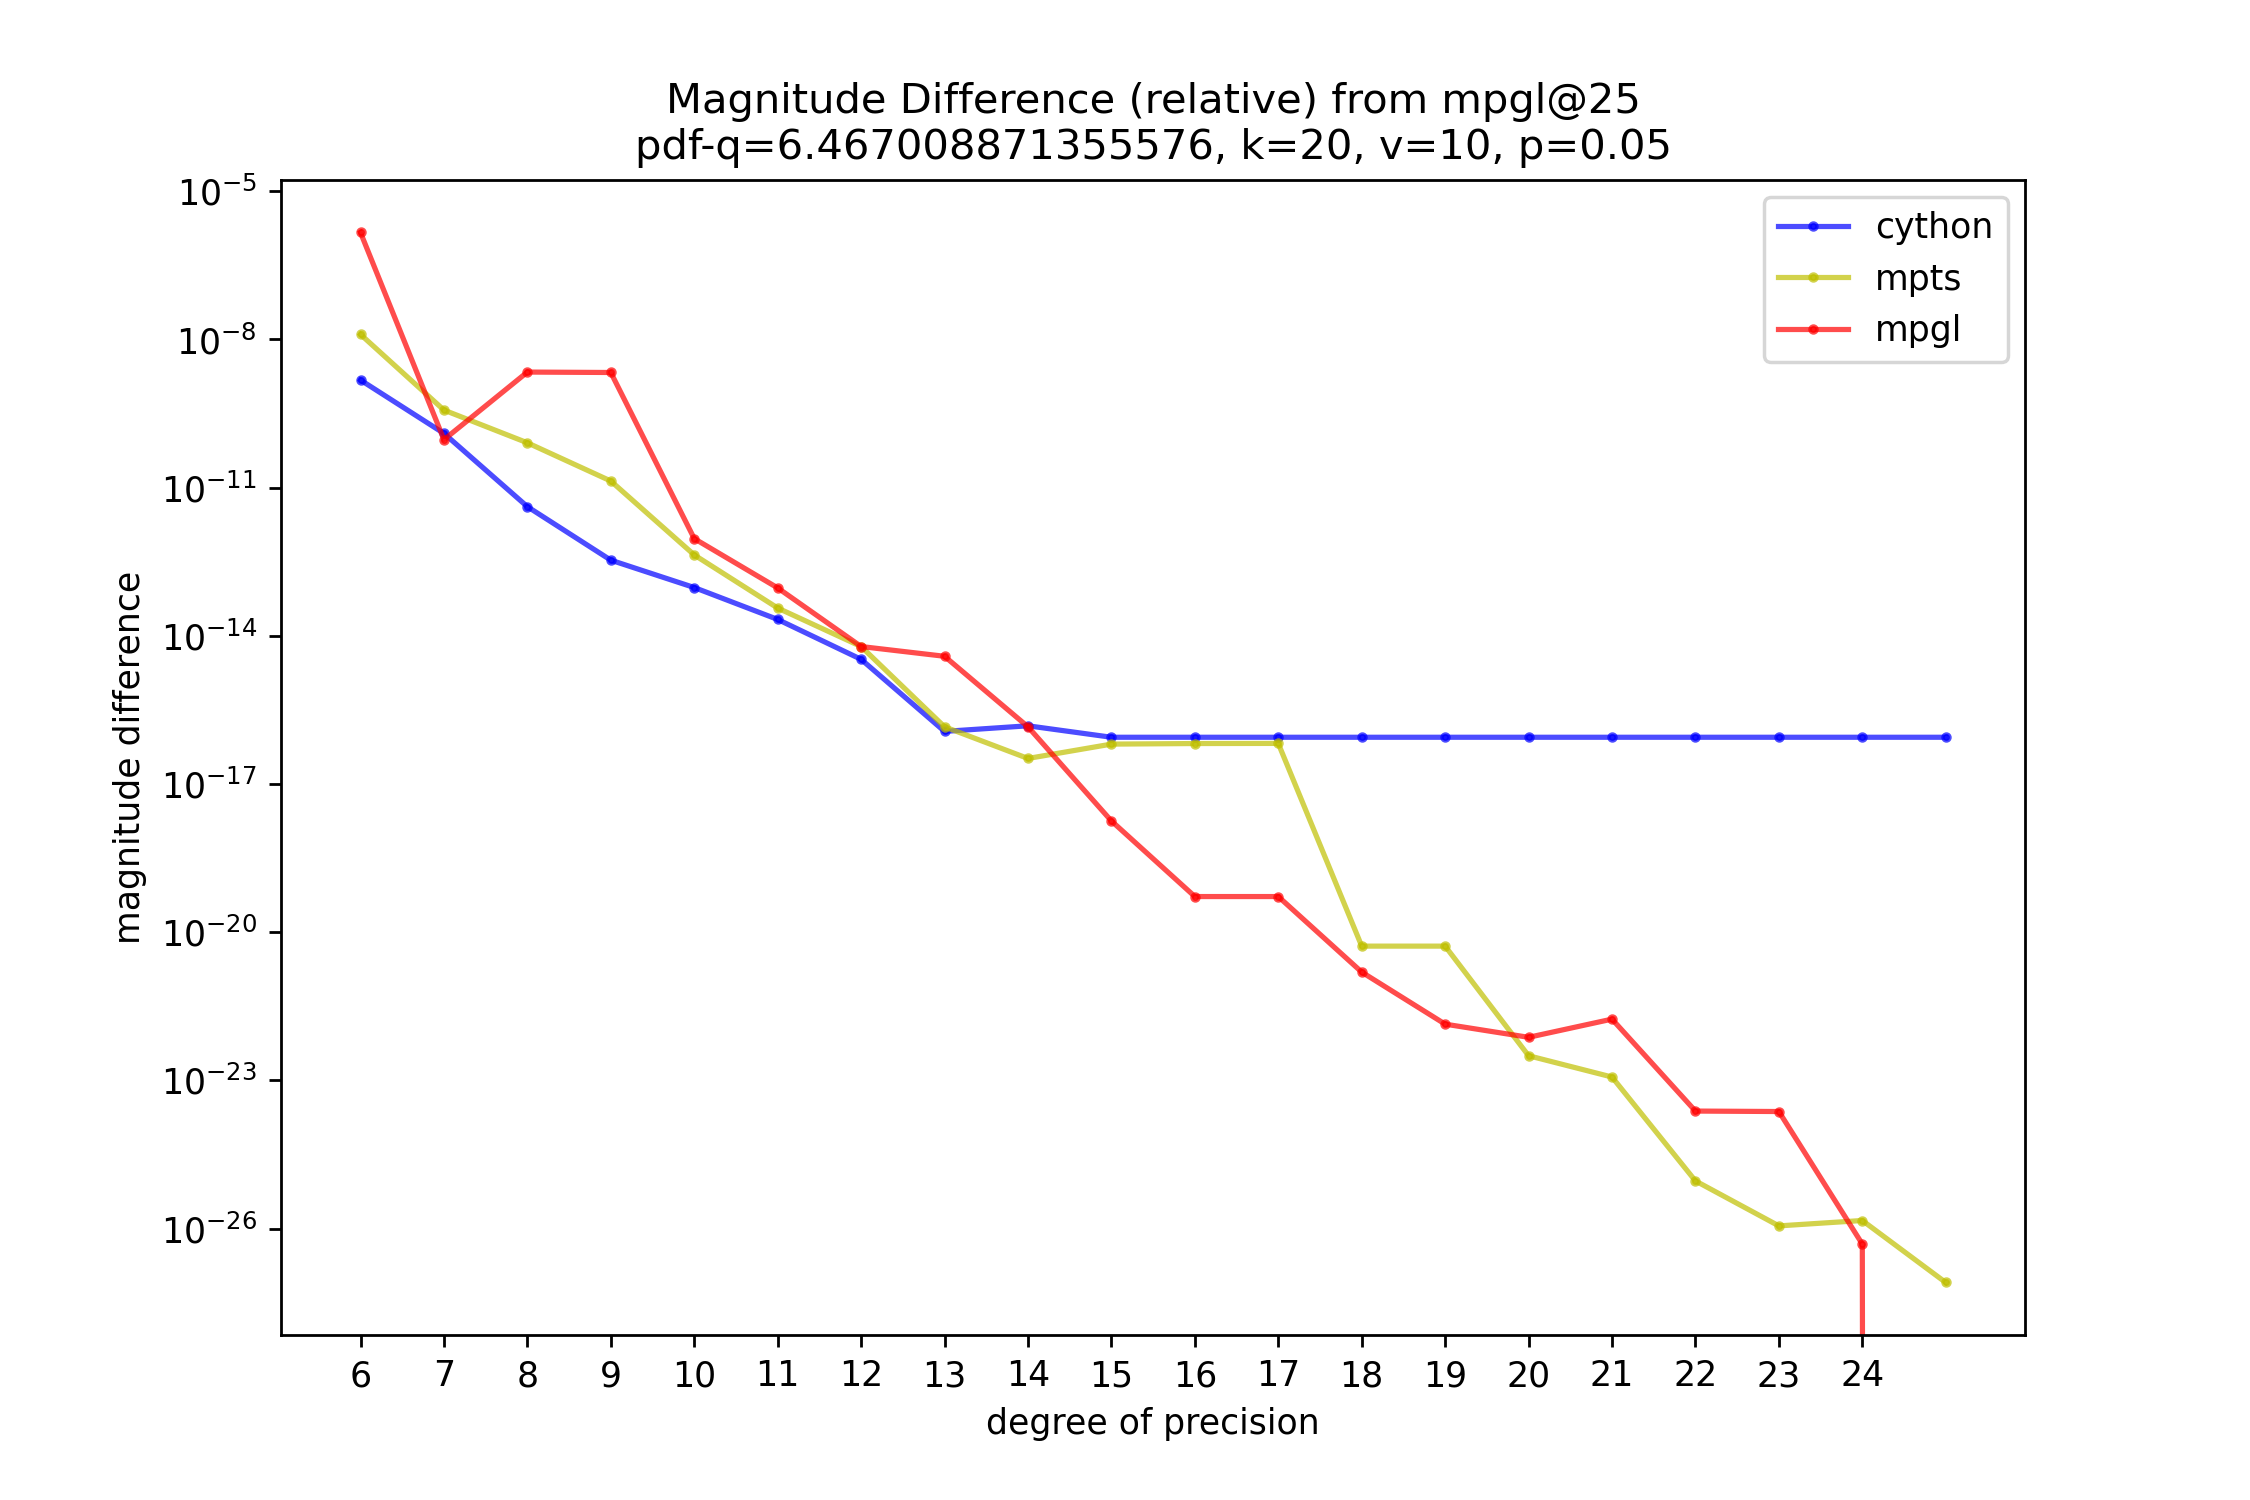 Magnitude Difference (relative) from mpgl@25
pdf-q=6.467008871355576, k=20, v=10, p=0.05
10⁻⁵
10⁻⁸
10⁻¹¹
10⁻¹⁴
10⁻¹⁷
10⁻²⁰
10⁻²³
10⁻²⁶
magnitude difference
cython
mpts
mpgl
6 7 8 9 10 11 12 13 14 15 16 17 18 19 20 21 22 23 24
degree of precision